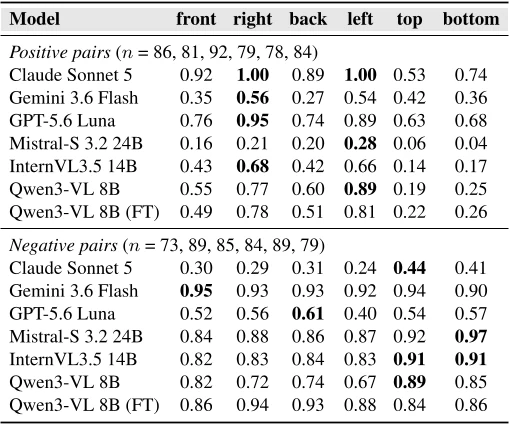 Model front right back left top bottom
Positive pairs (n = 86, 81, 92, 79, 78, 84)
Claude Sonnet 5 0.92 1.00 0.89 1.00 0.53 0.74
Gemini 3.6 Flash 0.35 0.56 0.27 0.54 0.42 0.36
GPT-5.6 Luna 0.76 0.95 0.74 0.89 0.63 0.68
Mistral-S 3.2 24B 0.16 0.21 0.20 0.28 0.06 0.04
InternVL3.5 14B 0.43 0.68 0.42 0.66 0.14 0.17
Qwen3-VL 8B 0.55 0.77 0.60 0.89 0.19 0.25
Qwen3-VL 8B (FT) 0.49 0.78 0.51 0.81 0.22 0.26
Negative pairs (n = 73, 89, 85, 84, 89, 79)
Claude Sonnet 5 0.30 0.29 0.31 0.24 0.44 0.41
Gemini 3.6 Flash 0.95 0.93 0.93 0.92 0.94 0.90
GPT-5.6 Luna 0.52 0.56 0.61 0.40 0.54 0.57
Mistral-S 3.2 24B 0.84 0.88 0.86 0.87 0.92 0.97
InternVL3.5 14B 0.82 0.83 0.84 0.83 0.91 0.91
Qwen3-VL 8B 0.82 0.72 0.74 0.67 0.89 0.85
Qwen3-VL 8B (FT) 0.86 0.94 0.93 0.88 0.84 0.86